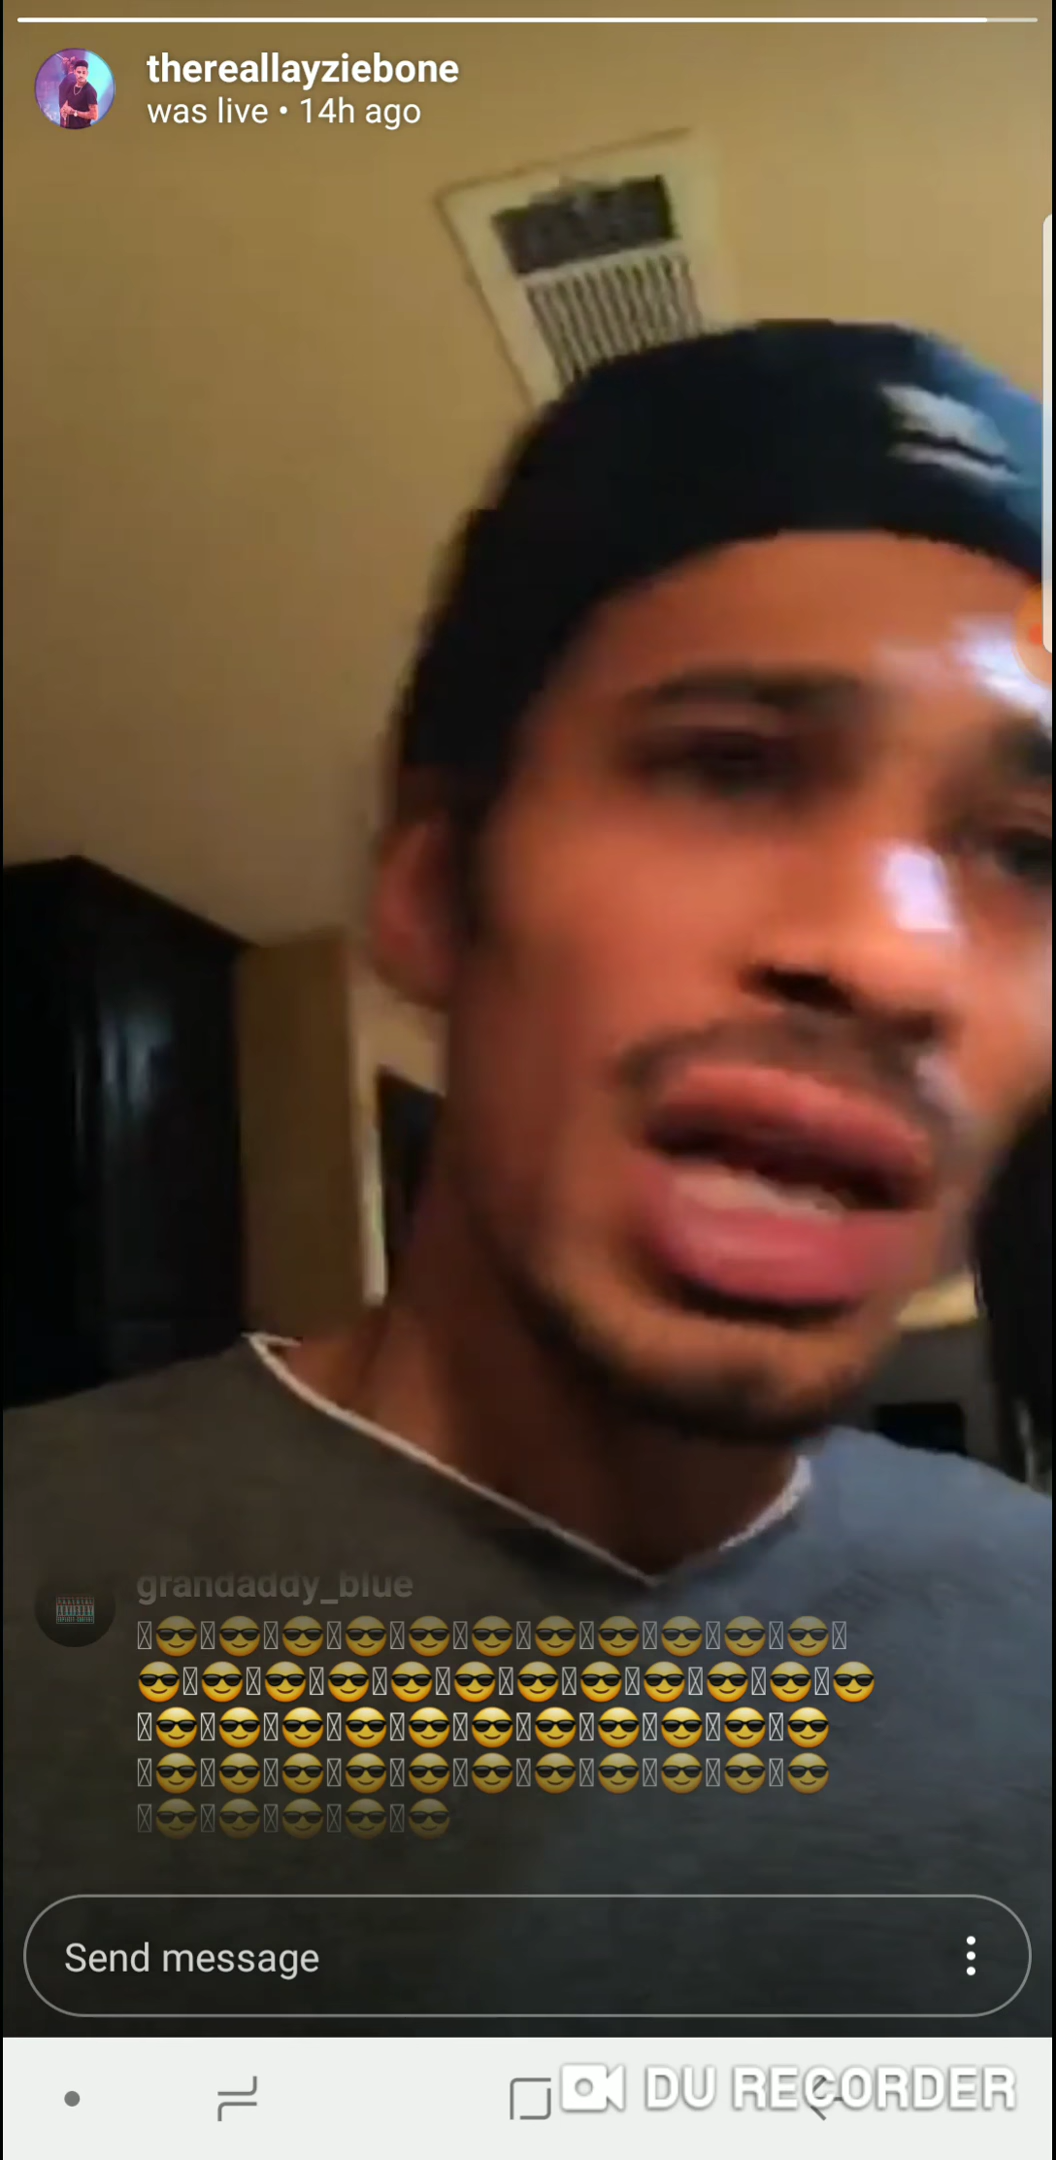 thereallayziebone
was live • 14h ago
grandaddy_blue
😎😎😎😎😎😎😎😎😎😎😎
😎😎😎😎😎😎😎😎😎😎😎😎
😎😎😎😎😎😎😎😎😎😎😎
😎😎😎😎😎😎😎😎😎😎😎
😎😎😎😎😎
Send message
DU RECORDER